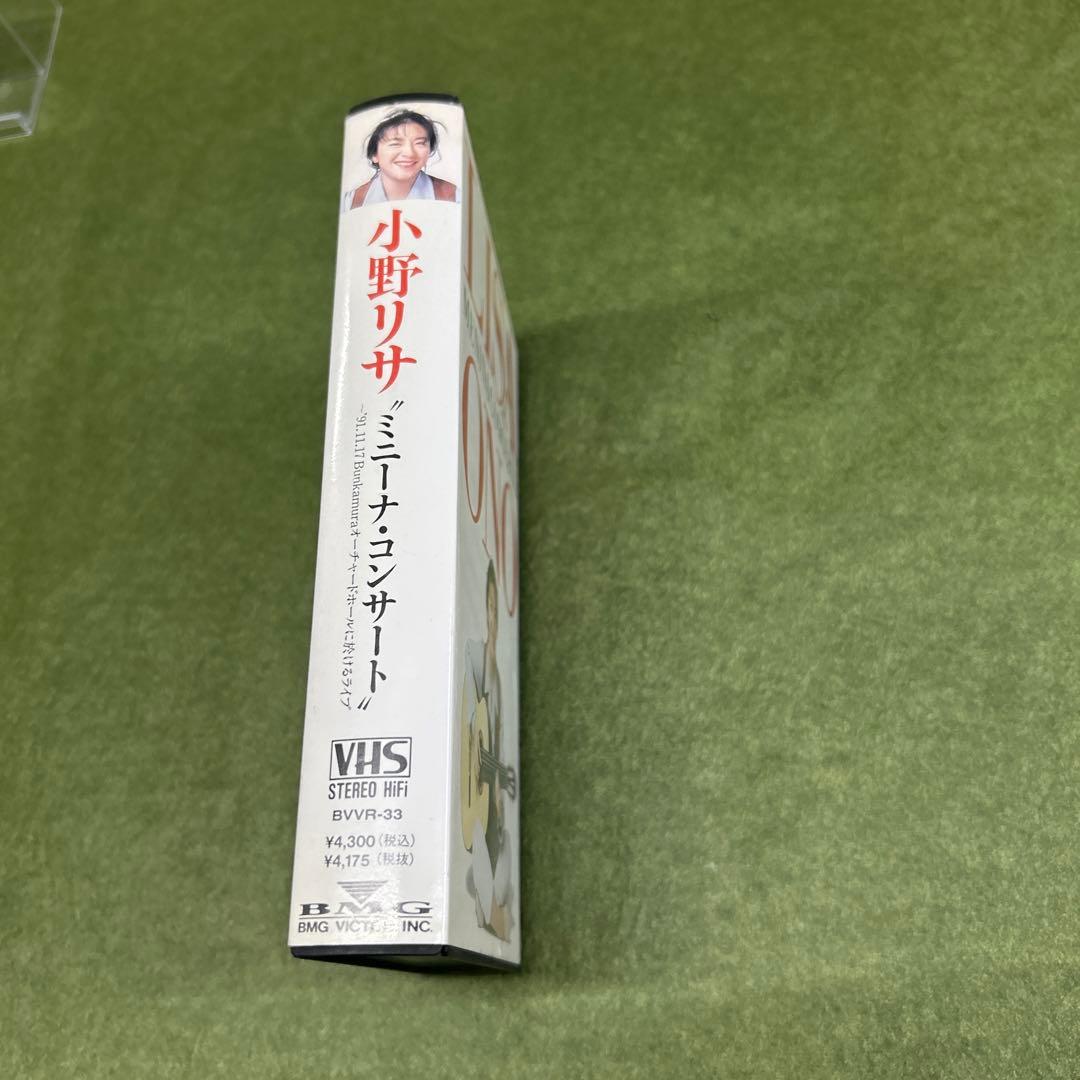 小野リサ
"ミニーナ・コンサート"
~'91.11.17 Bunkamuraオーチャードホールに於けるライブ
VHS
STEREO HiFi
BVVR-33
¥4,300(税込)
¥4,175(税抜)
BMG
BMG VICTOR INC.
LISA
ONO